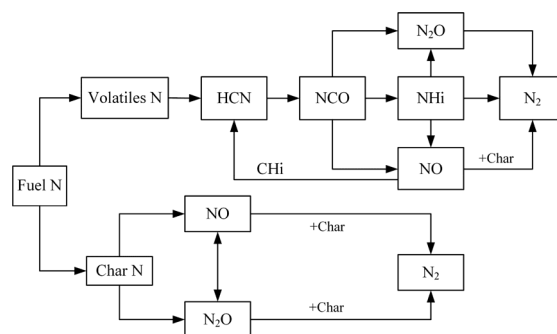 N₂O
Volatiles N
HCN
NCO
NHi
N₂
CHi
NO
+Char
Fuel N
NO
+Char
Char N
N₂
N₂O
+Char